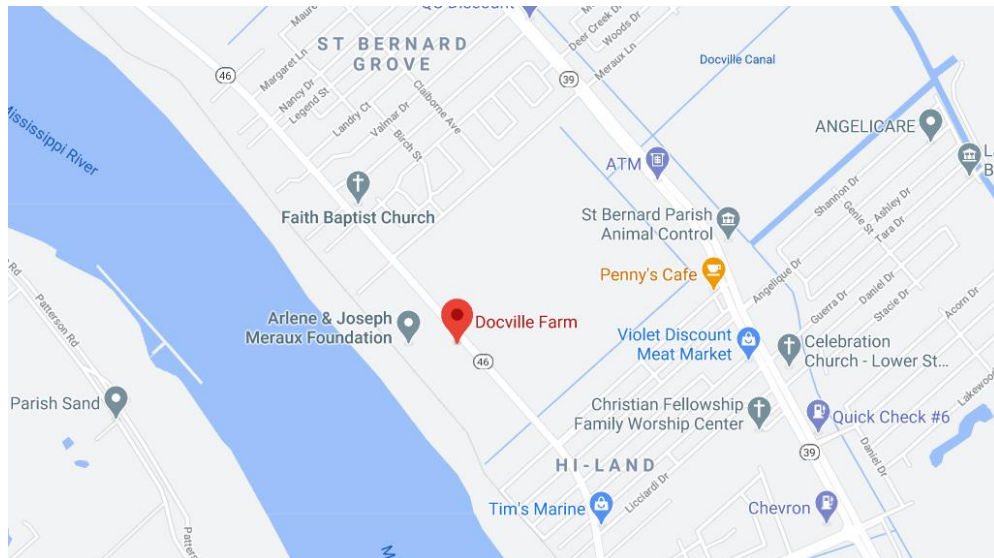 QC Discount
Maure
Deer Creek Dr
Woods Dr
Meraux Ln
ST BERNARD
GROVE
46
39
Margaret Ln
Nancy Dr
Legend St
Landry Ct
Valmar Dr
Birch St
Claiborne Ave
Docville Canal
Mississippi River
ANGELICARE
ATM
Shannon Dr
Genie St
Ashley Dr
Tara Dr
Faith Baptist Church
St Bernard Parish
Animal Control
Penny's Cafe
Angelique Dr
Guerra Dr
Daniel Dr
Stacie Dr
Acorn Dr
Rd
Patterson Rd
Arlene & Joseph
Meraux Foundation
Docville Farm
46
Violet Discount
Meat Market
Celebration
Church - Lower St...
Lakewood
Parish Sand
Christian Fellowship
Family Worship Center
Quick Check #6
Daniel Dr
39
HI-LAND
Licciardi Dr
Tim's Marine
Chevron
Patters
M